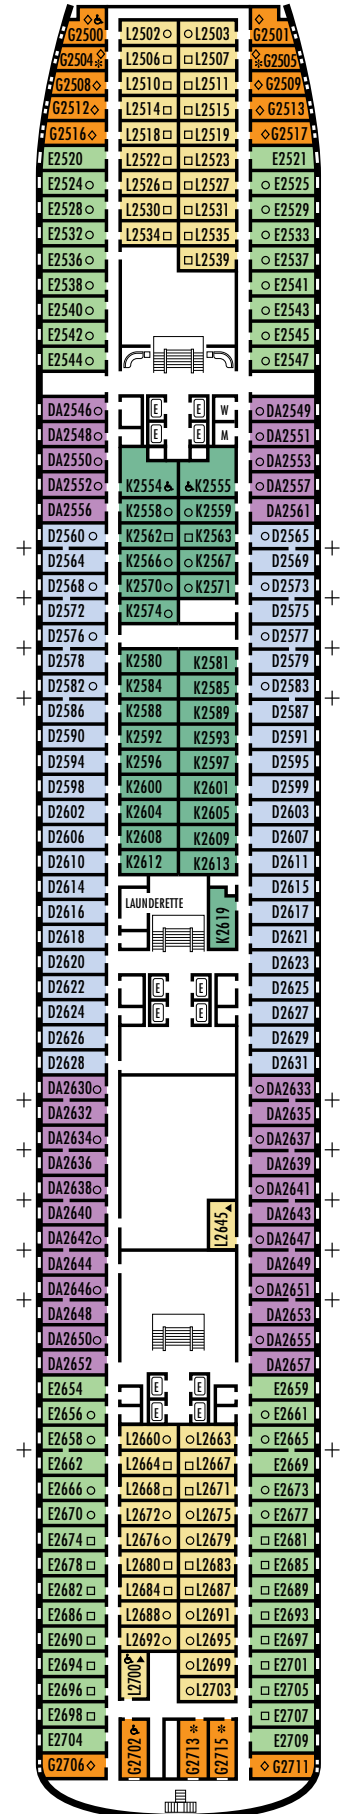 ◇♿ G2500 L2502○ ○L2503 ◇ G2501
G2504◇✻ L2506□ □L2507 ◇✻G2505
G2508◇ L2510□ □L2511 ◇G2509
G2512◇ L2514□ □L2515 ◇G2513
G2516◇ L2518□ □L2519 ◇G2517
E2520 L2522□ □L2523 E2521
E2524○ L2526□ □L2527 ○E2525
E2528○ L2530□ □L2531 ○E2529
E2532○ L2534□ □L2535 ○E2533
E2536○ □L2539 ○E2537
E2538○ ○E2541
E2540○ ○E2543
E2542○ ○E2545
E2544○ ○E2547
DA2546○ E E W ○DA2549
DA2548○ E E M ○DA2551
DA2550○ ○DA2553
DA2552○ K2554♿ ♿K2555 ○DA2557
DA2556 K2558○ ○K2559 DA2561
D2560○ K2562□ □K2563 ○D2565
D2564 K2566○ ○K2567 D2569
D2568○ K2570○ ○K2571 ○D2573
D2572 K2574○ D2575
D2576○ ○D2577
D2578 K2580 K2581 D2579
D2582○ K2584 K2585 ○D2583
D2586 K2588 K2589 D2587
D2590 K2592 K2593 D2591
D2594 K2596 K2597 D2595
D2598 K2600 K2601 D2599
D2602 K2604 K2605 D2603
D2606 K2608 K2609 D2607
D2610 K2612 K2613 D2611
D2614 LAUNDERETTE D2615
D2616 K2619 D2617
D2618 D2621
D2620 D2623
D2622 E E D2625
D2624 E E D2627
D2626 D2629
D2628 D2631
DA2630○ ○DA2633
DA2632 DA2635
DA2634○ ○DA2637
DA2636 DA2639
DA2638○ ○DA2641
DA2640 L2645▲ DA2643
DA2642○ ○DA2647
DA2644 DA2649
DA2646○ ○DA2651
DA2648 DA2653
DA2650○ ○DA2655
DA2652 DA2657
E2654 E E E2659
E2656○ E E ○E2661
E2658○ L2660○ ○L2663 ○E2665
E2662 L2664□ □L2667 E2669
E2666○ L2668□ □L2671 ○E2673
E2670○ L2672○ ○L2675 ○E2677
E2674□ L2676○ ○L2679 □E2681
E2678□ L2680□ □L2683 □E2685
E2682□ L2684□ □L2687 □E2689
E2686□ L2688○ ○L2691 □E2693
E2690□ L2692○ ○L2695 □E2697
E2694□ L2700♿▲ ○L2699 □E2701
E2696□ ○L2703 □E2705
E2698□ □E2707
E2704 G2702♿ G2713✻ G2715✻ E2709
G2706◇ ◇G2711